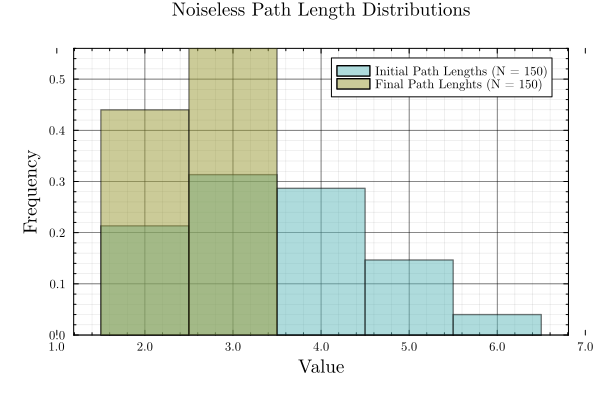 Noiseless Path Length Distributions
Initial Path Lengths (N = 150)
Final Path Lenghts (N = 150)
Frequency
0.5
0.4
0.3
0.2
0.1
0.0
1.0 2.0 3.0 4.0 5.0 6.0 7.0
Value